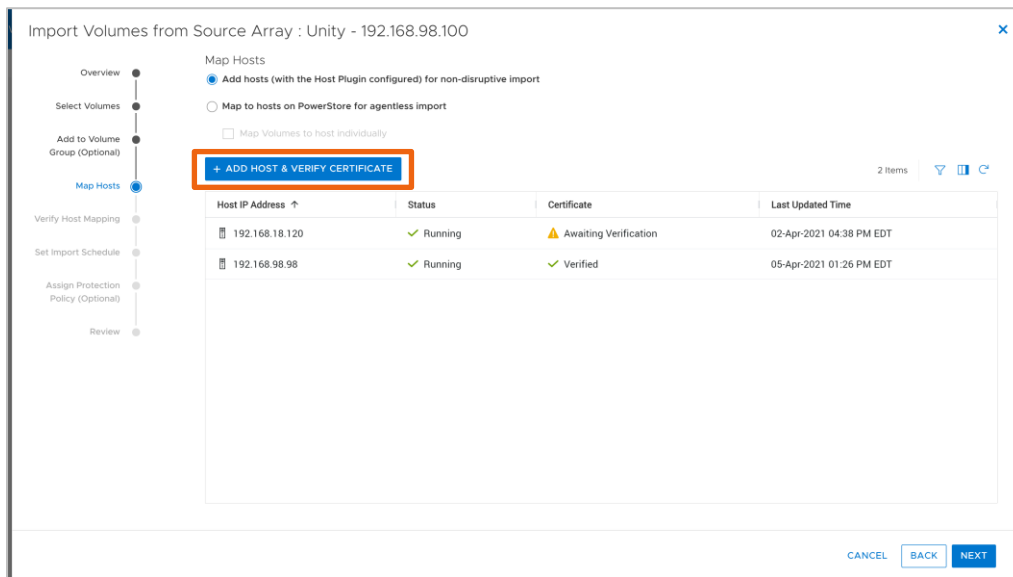 Import Volumes from Source Array : Unity - 192.168.98.100
Overview
Select Volumes
Add to Volume
Group (Optional)
Map Hosts
Verify Host Mapping
Set Import Schedule
Assign Protection
Policy (Optional)
Review
Map Hosts
Add hosts (with the Host Plugin configured) for non-disruptive import
Map to hosts on PowerStore for agentless import
Map Volumes to host individually
+ ADD HOST & VERIFY CERTIFICATE
2 Items
Host IP Address ↑ Status Certificate Last Updated Time
192.168.18.120 Running Awaiting Verification 02-Apr-2021 04:38 PM EDT
192.168.98.98 Running Verified 05-Apr-2021 01:26 PM EDT
CANCEL BACK NEXT